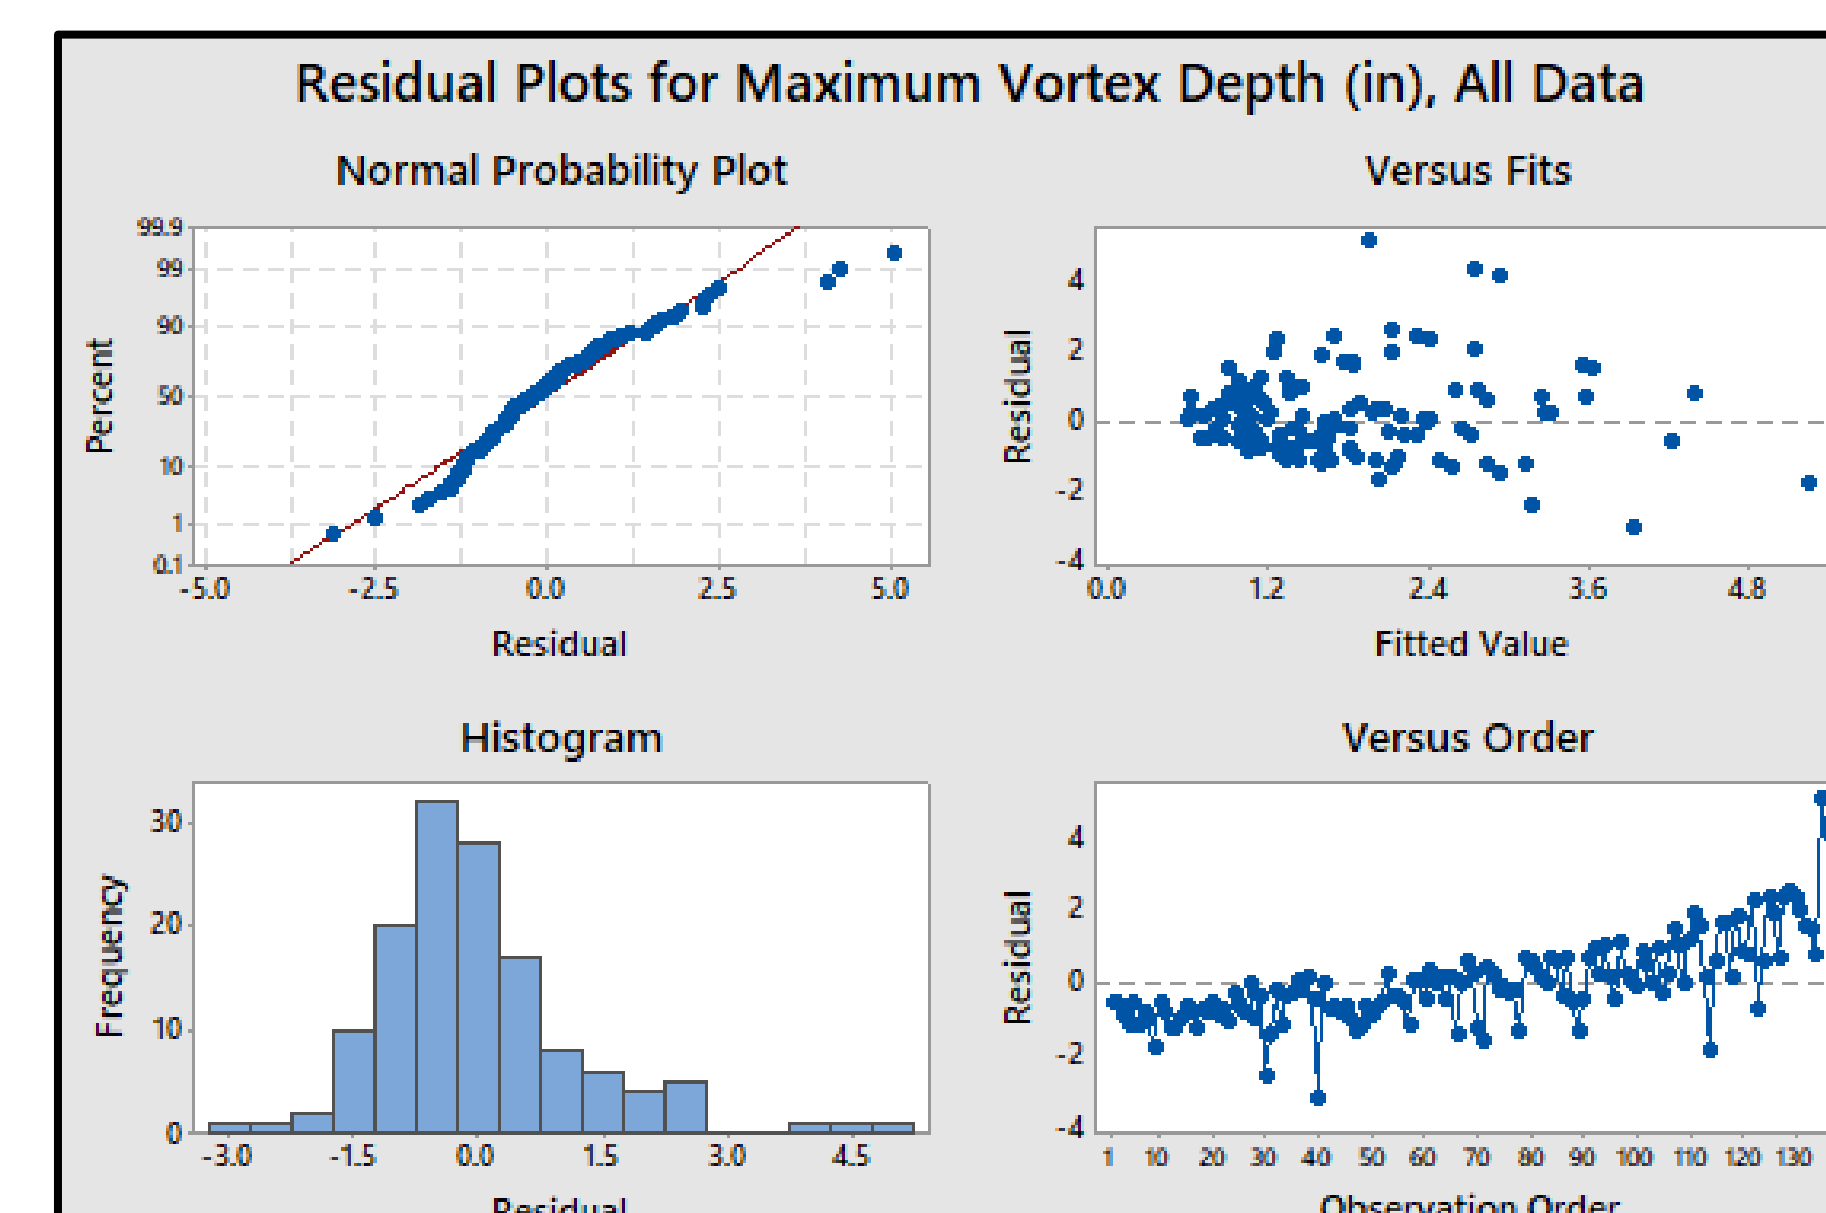 Residual Plots for Maximum Vortex Depth (in), All Data
Normal Probability Plot
99.9
99
90
50
10
1
0.1
Percent
-5.0 -2.5 0.0 2.5 5.0
Residual
Versus Fits
4
2
0
-2
-4
Residual
0.0 1.2 2.4 3.6 4.8
Fitted Value
Histogram
30
20
10
0
Frequency
-3.0 -1.5 0.0 1.5 3.0 4.5
Residual
Versus Order
4
2
0
-2
-4
Residual
1 10 20 30 40 50 60 70 80 90 100 110 120 130
Observation Order